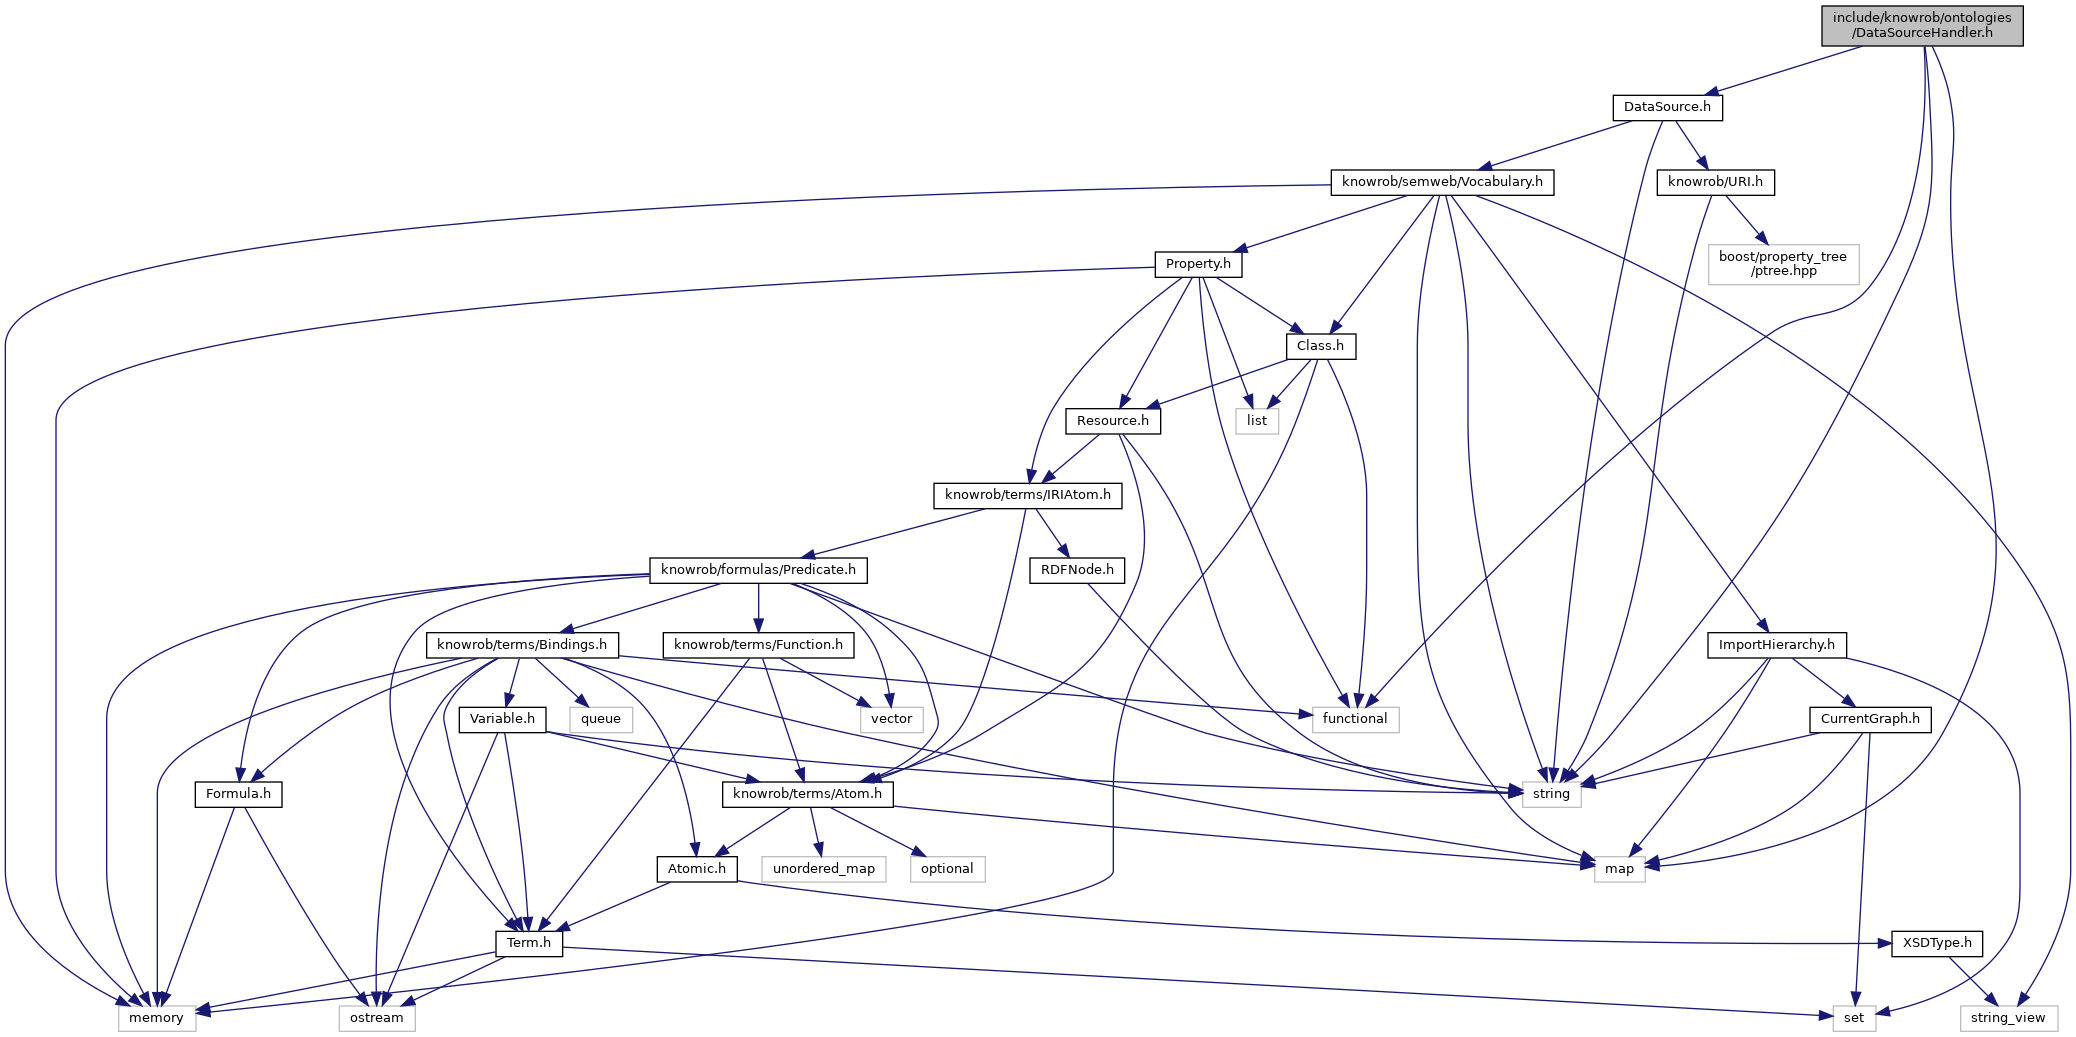 include/knowrob/ontologies
/DataSourceHandler.h
DataSource.h
knowrob/semweb/Vocabulary.h
knowrob/URI.h
boost/property_tree
/ptree.hpp
Property.h
Class.h
Resource.h
list
knowrob/terms/IRIAtom.h
knowrob/formulas/Predicate.h
RDFNode.h
knowrob/terms/Bindings.h
knowrob/terms/Function.h
ImportHierarchy.h
Variable.h
queue
vector
functional
CurrentGraph.h
Formula.h
knowrob/terms/Atom.h
string
Atomic.h
unordered_map
optional
map
Term.h
XSDType.h
memory
ostream
set
string_view